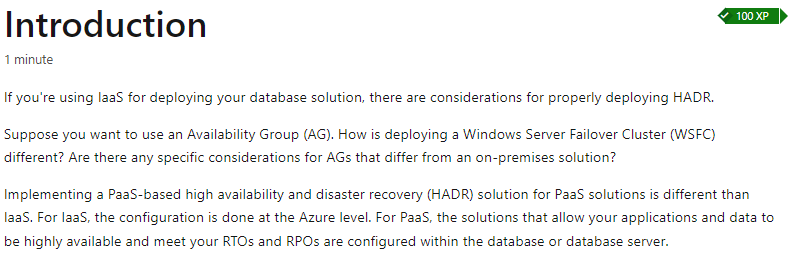 Introduction
100 XP
1 minute
If you're using IaaS for deploying your database solution, there are considerations for properly deploying HADR.
Suppose you want to use an Availability Group (AG). How is deploying a Windows Server Failover Cluster (WSFC)
different? Are there any specific considerations for AGs that differ from an on-premises solution?
Implementing a PaaS-based high availability and disaster recovery (HADR) solution for PaaS solutions is different than
IaaS. For IaaS, the configuration is done at the Azure level. For PaaS, the solutions that allow your applications and data to
be highly available and meet your RTOs and RPOs are configured within the database or database server.